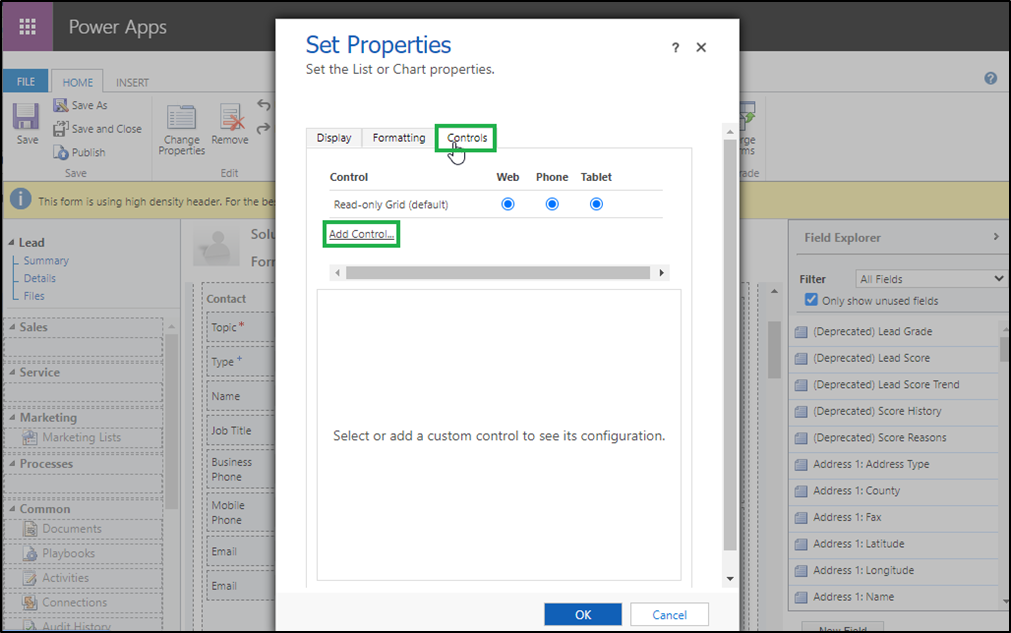 Power Apps
FILE
HOME
INSERT
Save
Save As
Save and Close
Publish
Save
Change
Properties
Remove
Edit
This form is using high density header. For the be
Lead
Summary
Details
Files
Sales
Service
Marketing
Marketing Lists
Processes
Common
Documents
Playbooks
Activities
Connections
Audit History
Contact
Topic*
Type +
Name
Job Title
Business
Phone
Mobile
Phone
Email
Email
Set Properties
Set the List or Chart properties.
?
Display
Formatting
Controls
Control Web Phone Tablet
Read-only Grid (default)
Add Control...
Select or add a custom control to see its configuration.
OK
Cancel
?
Field Explorer
Filter
All Fields
Only show unused fields
(Deprecated) Lead Grade
(Deprecated) Lead Score
(Deprecated) Lead Score Trend
(Deprecated) Score History
(Deprecated) Score Reasons
Address 1: Address Type
Address 1: County
Address 1: Fax
Address 1: Latitude
Address 1: Longitude
Address 1: Name
New Field